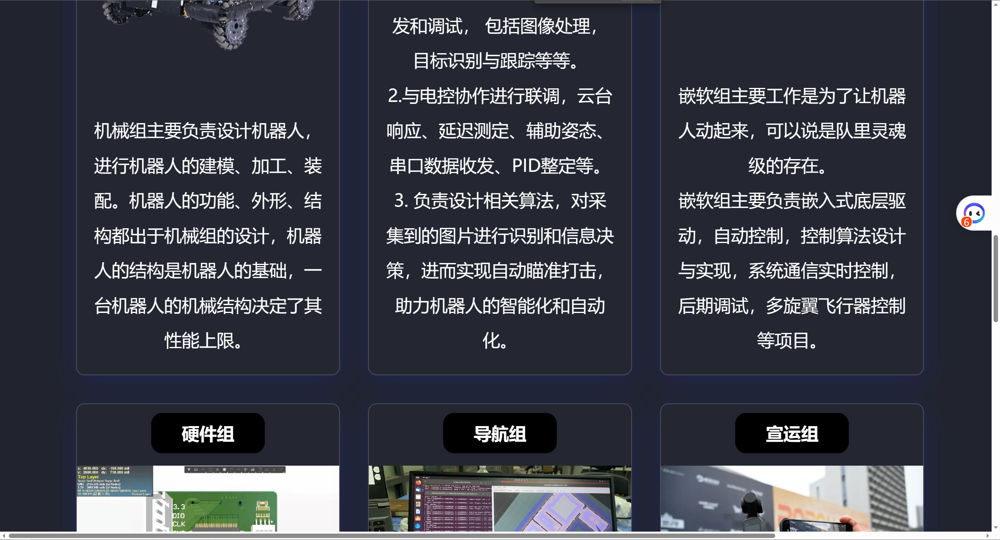 机械组主要负责设计机器人，
进行机器人的建模、加工、装
配。机器人的功能、外形、结
构都出于机械组的设计，机器
人的结构是机器人的基础，一
台机器人的机械结构决定了其
性能上限。
发和调试， 包括图像处理，
目标识别与跟踪等等。
2.与电控协作进行联调，云台
响应、延迟测定、辅助姿态、
串口数据收发、PID整定等。
3. 负责设计相关算法，对采
集到的图片进行识别和信息决
策，进而实现自动瞄准打击，
助力机器人的智能化和自动
化。
嵌软组主要工作是为了让机器
人动起来，可以说是队里灵魂
级的存在。
嵌软组主要负责嵌入式底层驱
动，自动控制，控制算法设计
与实现，系统通信实时控制，
后期调试，多旋翼飞行器控制
等项目。
6
硬件组
导航组
宣运组
x: 4630.000 dx: -180.000 mil
y: 2980.000 dy: 710.000 mil
Top Layer
3.3
DIO
CLK